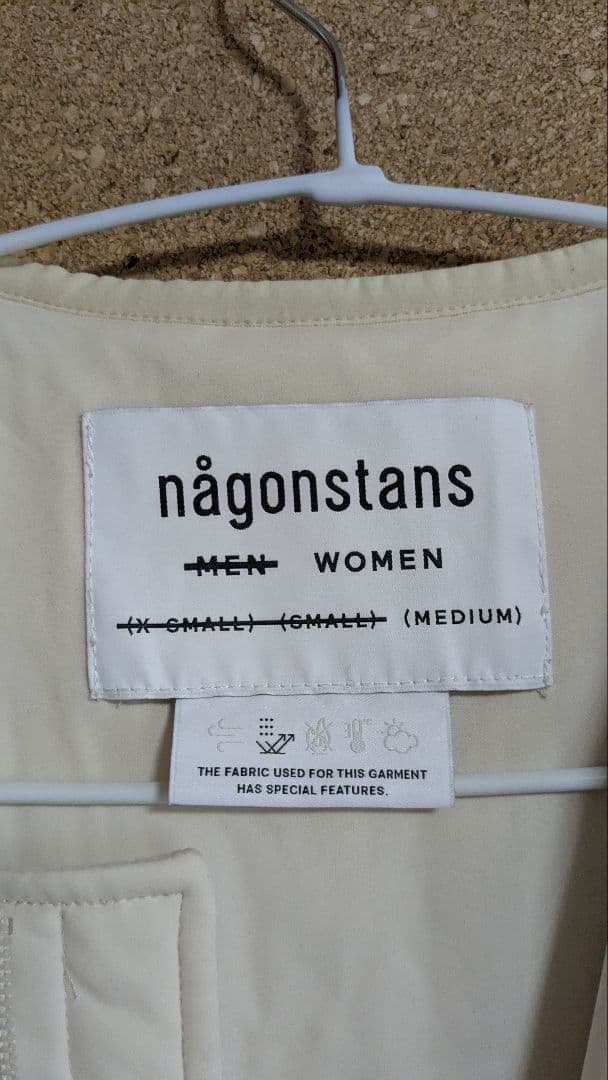 någonstans
MEN WOMEN
(X-SMALL) (SMALL) (MEDIUM)
THE FABRIC USED FOR THIS GARMENT
HAS SPECIAL FEATURES.